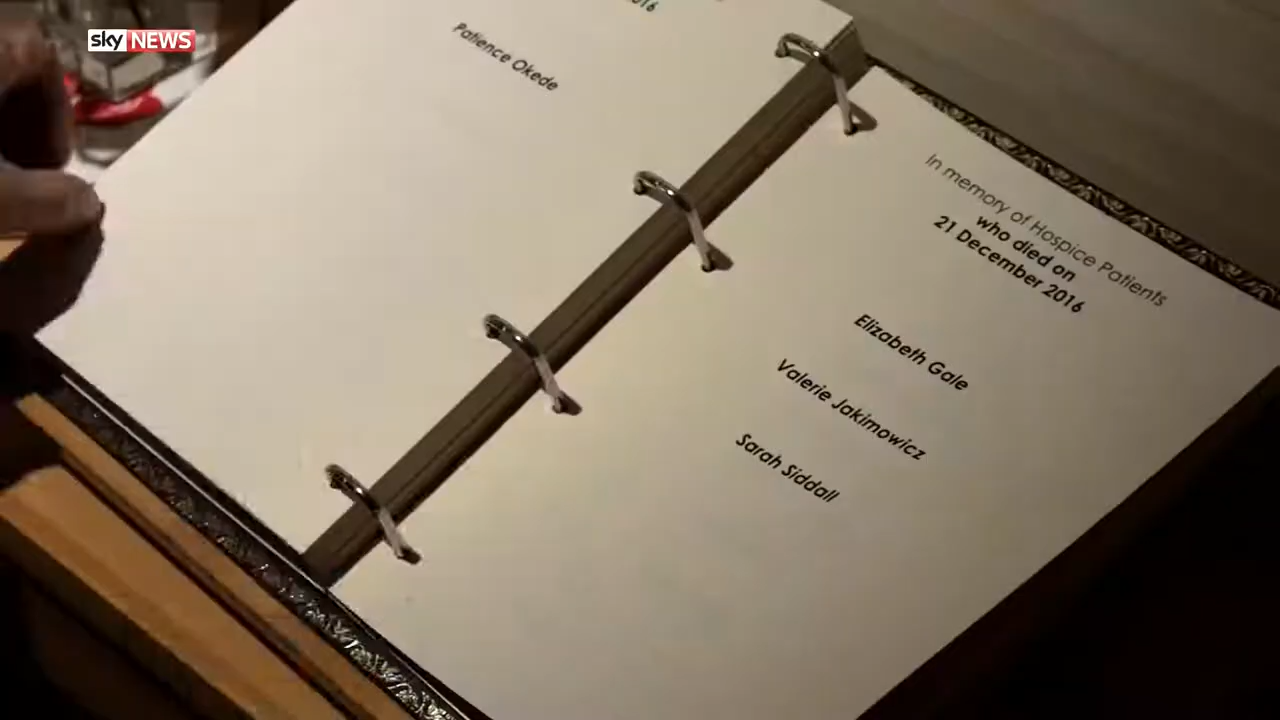 sky NEWS
016
Patience Okede
In memory of Hospice Patients
who died on
21 December 2016
Elizabeth Gale
Valerie Jakimowicz
Sarah Siddall